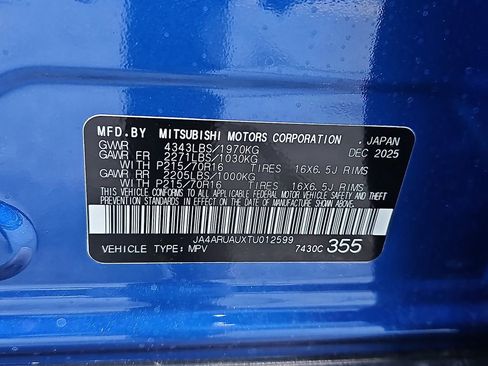 MFD.BY MITSUBISHI MOTORS CORPORATION , JAPAN
GVWR 4343LBS/1970KG DEC 2025
GAWR FR 2271LBS/1030KG
WITH P215/70R16 TIRES 16X6.5J RIMS
GAWR RR 2205LBS/1000KG
WITH P215/70R16 TIRES 16X6.5J RIMS
THIS VEHICLE CONFORMS TO ALL APPLICABLE FEDERAL MOTOR VEHICLE SAFETY AND THEFT
PREVENTION STANDARDS IN EFFECT ON THE DATE OF MANUFACTURE SHOWN ABOVE.
JA4ARUAUXTU012599
VEHICLE TYPE: MPV 7430C 355